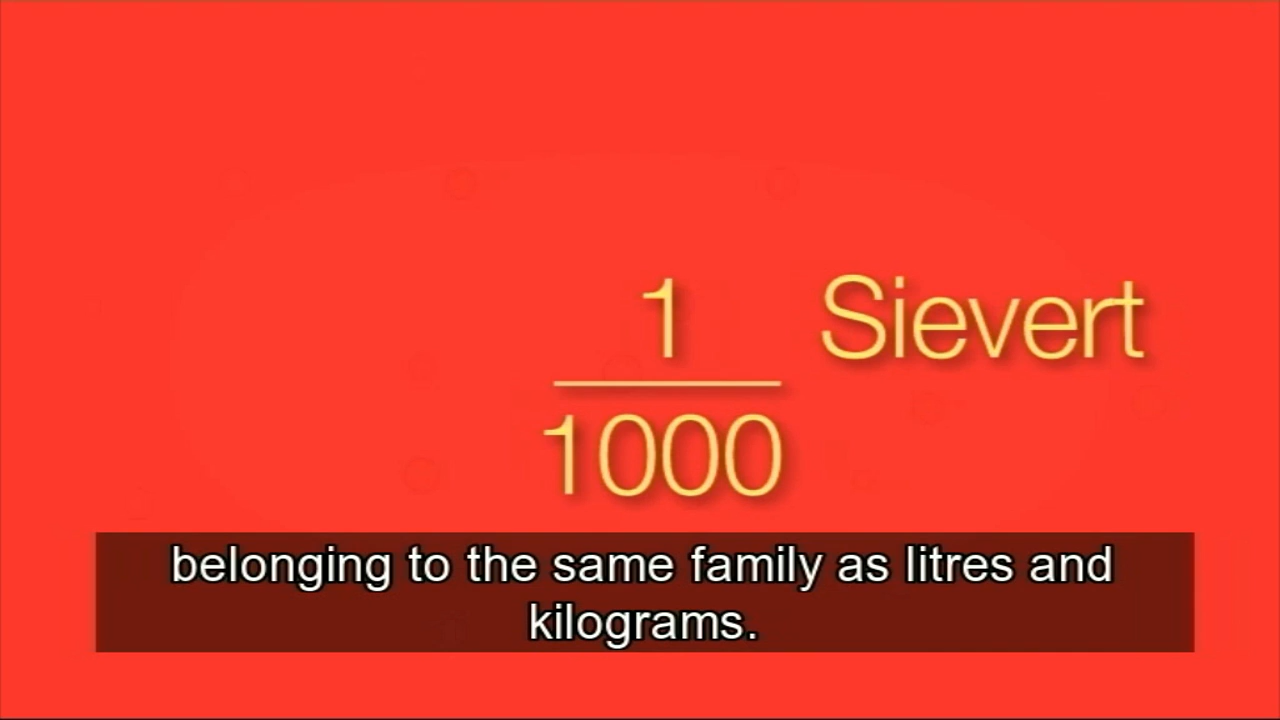 1 Sievert
1000
belonging to the same family as litres and
kilograms.